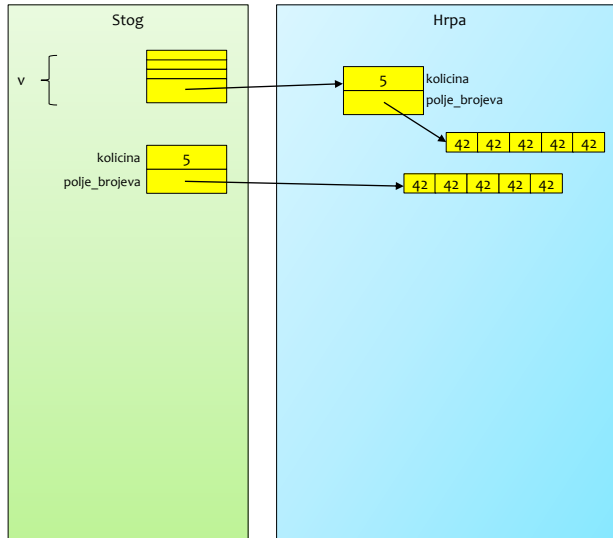 Stog
Hrpa
v
5
kolicina
polje_brojeva
42 42 42 42 42
kolicina
5
polje_brojeva
42 42 42 42 42